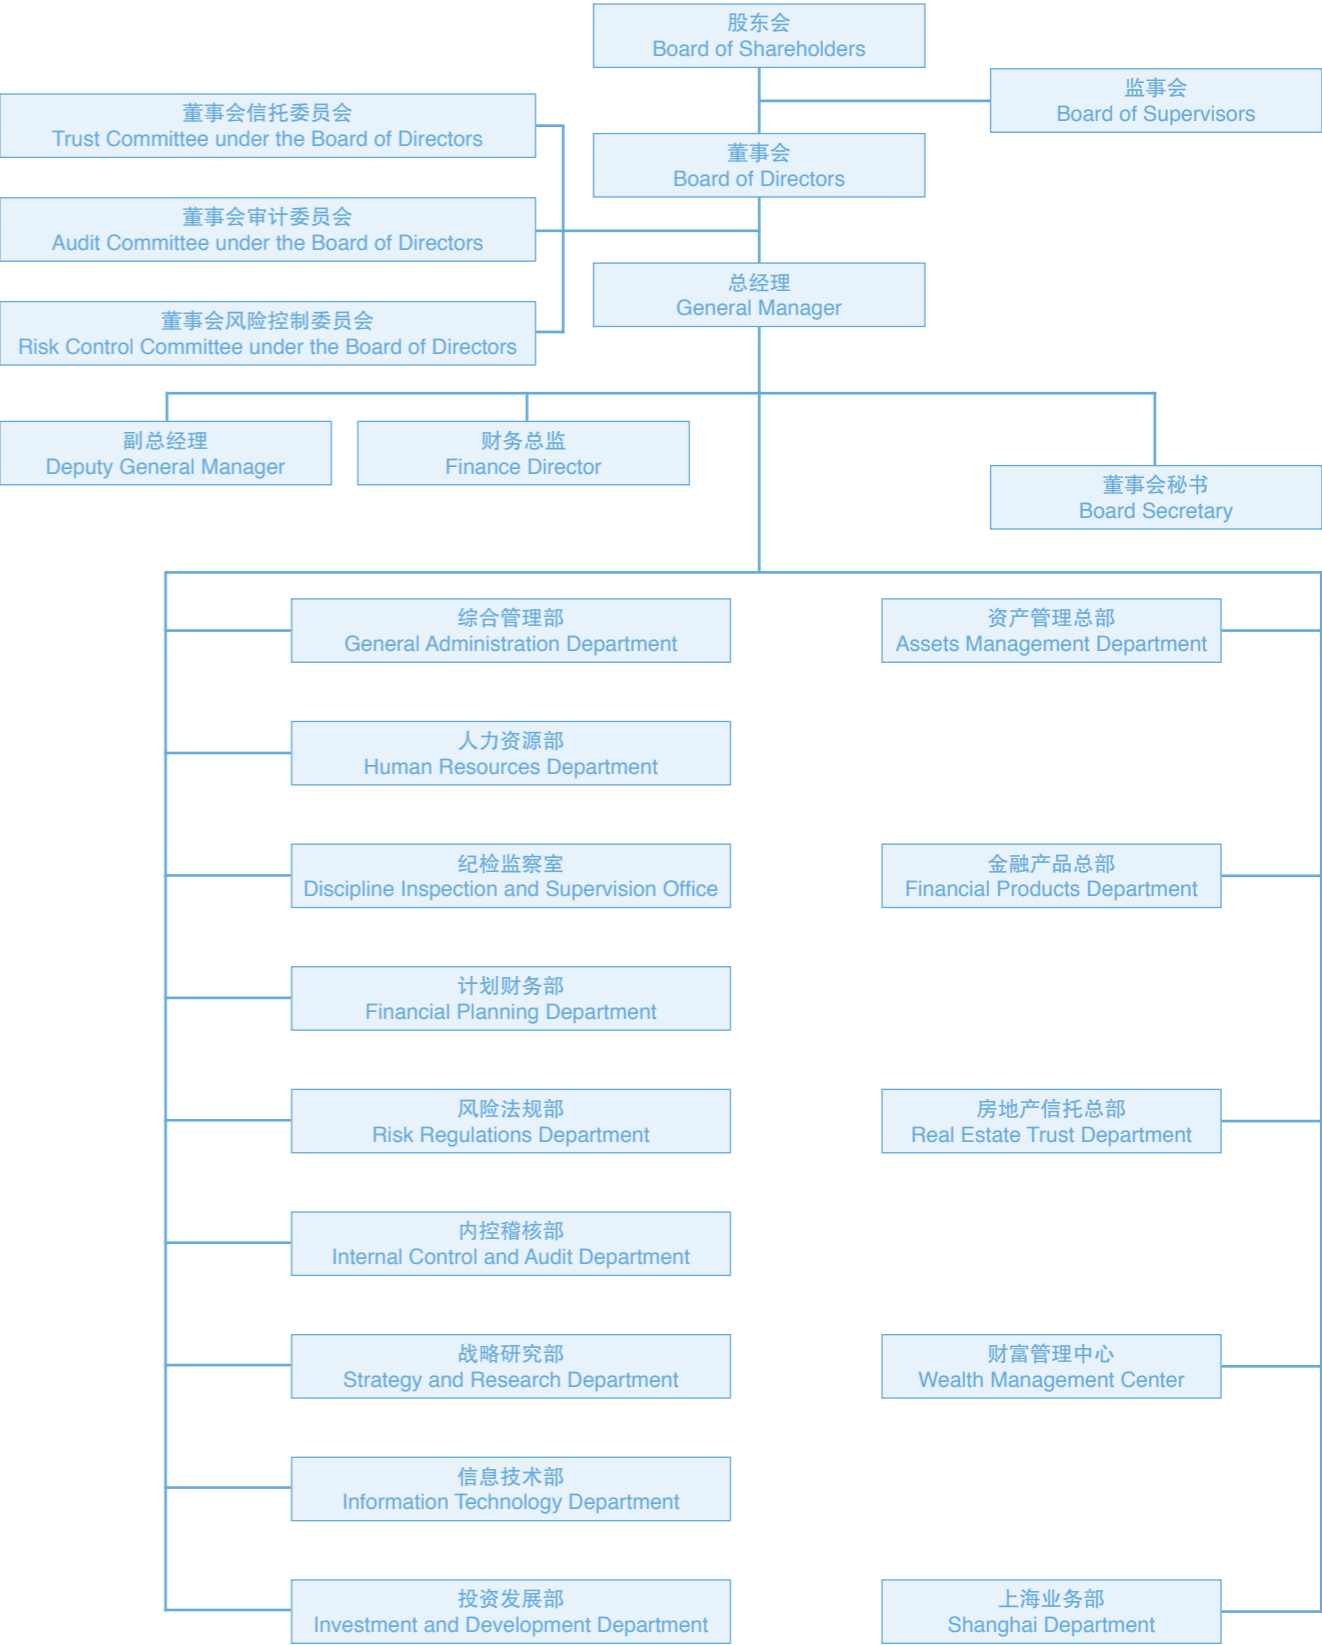 股东会
Board of Shareholders
监事会
Board of Supervisors
董事会信托委员会
Trust Committee under the Board of Directors
董事会
Board of Directors
董事会审计委员会
Audit Committee under the Board of Directors
总经理
General Manager
董事会风险控制委员会
Risk Control Committee under the Board of Directors
副总经理
Deputy General Manager
财务总监
Finance Director
董事会秘书
Board Secretary
综合管理部
General Administration Department
资产管理总部
Assets Management Department
人力资源部
Human Resources Department
纪检监察室
Discipline Inspection and Supervision Office
金融产品总部
Financial Products Department
计划财务部
Financial Planning Department
风险法规部
Risk Regulations Department
房地产信托总部
Real Estate Trust Department
内控稽核部
Internal Control and Audit Department
战略研究部
Strategy and Research Department
财富管理中心
Wealth Management Center
信息技术部
Information Technology Department
投资发展部
Investment and Development Department
上海业务部
Shanghai Department